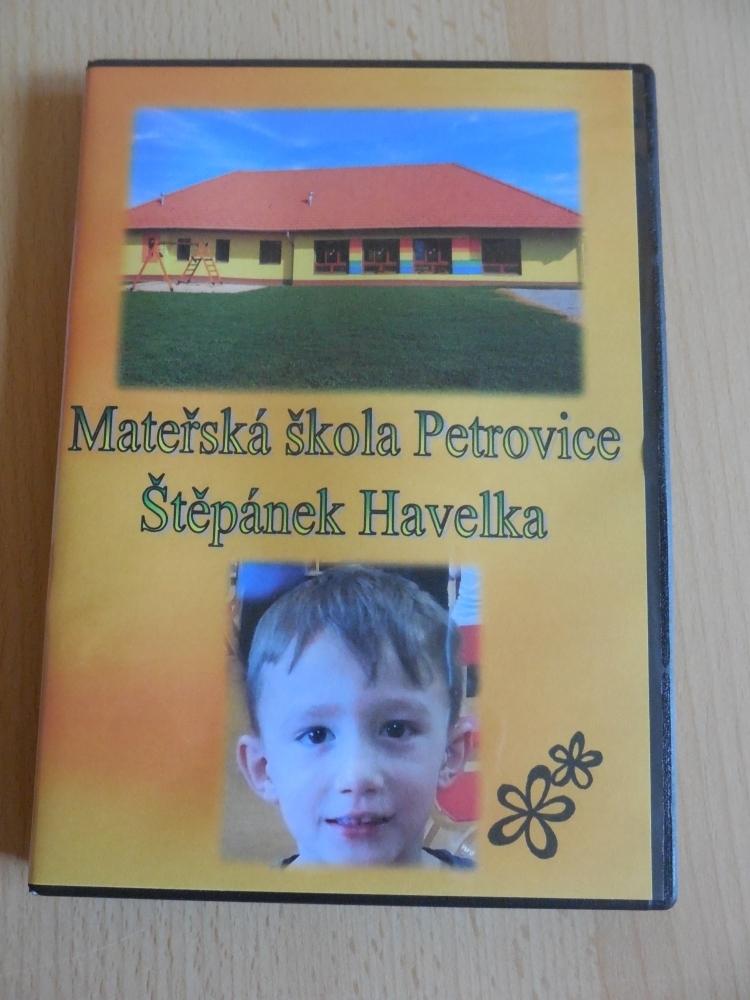 Mateřská škola Petrovice
Štěpánek Havelka